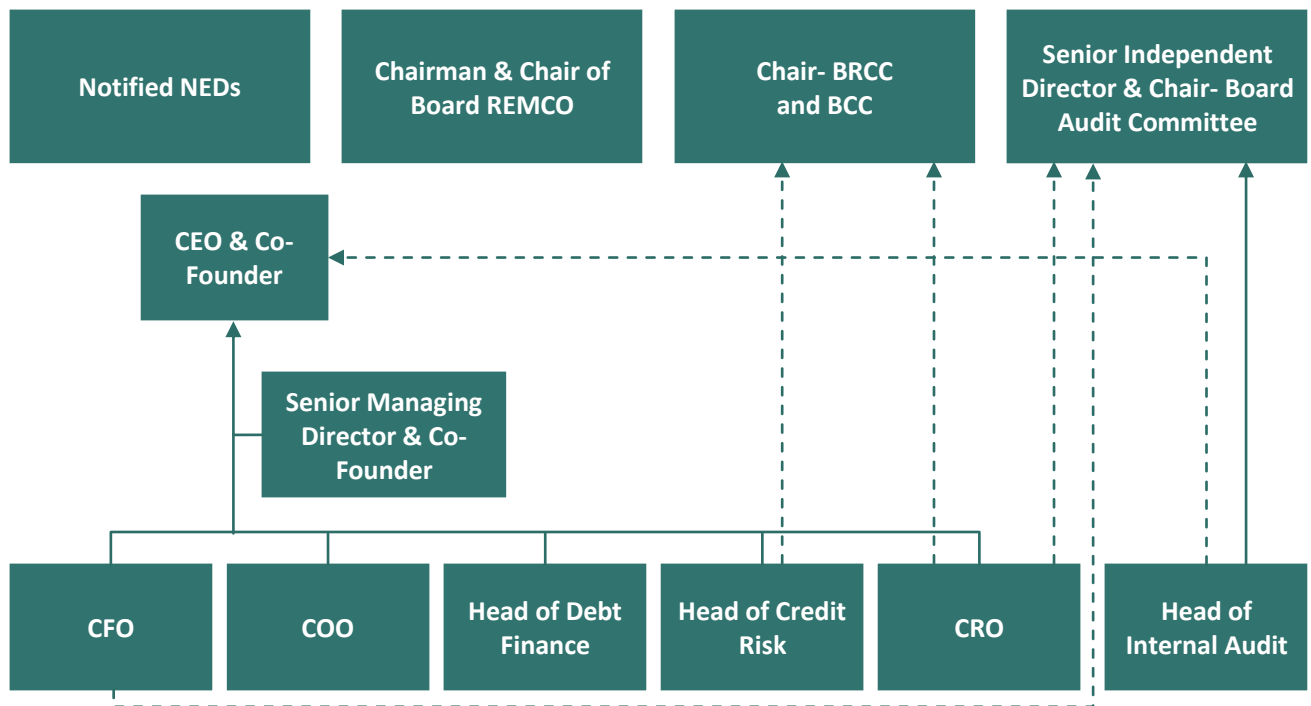 Notified NEDs
Chairman & Chair of
Board REMCO
Chair- BRCC
and BCC
Senior Independent
Director & Chair- Board
Audit Committee
CEO & Co-
Founder
Senior Managing
Director & Co-
Founder
CFO
COO
Head of Debt
Finance
Head of Credit
Risk
CRO
Head of
Internal Audit